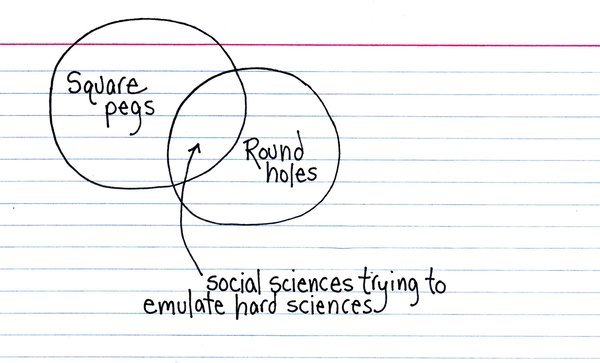 Square
pegs
Round
holes
social sciences trying to
emulate hard sciences